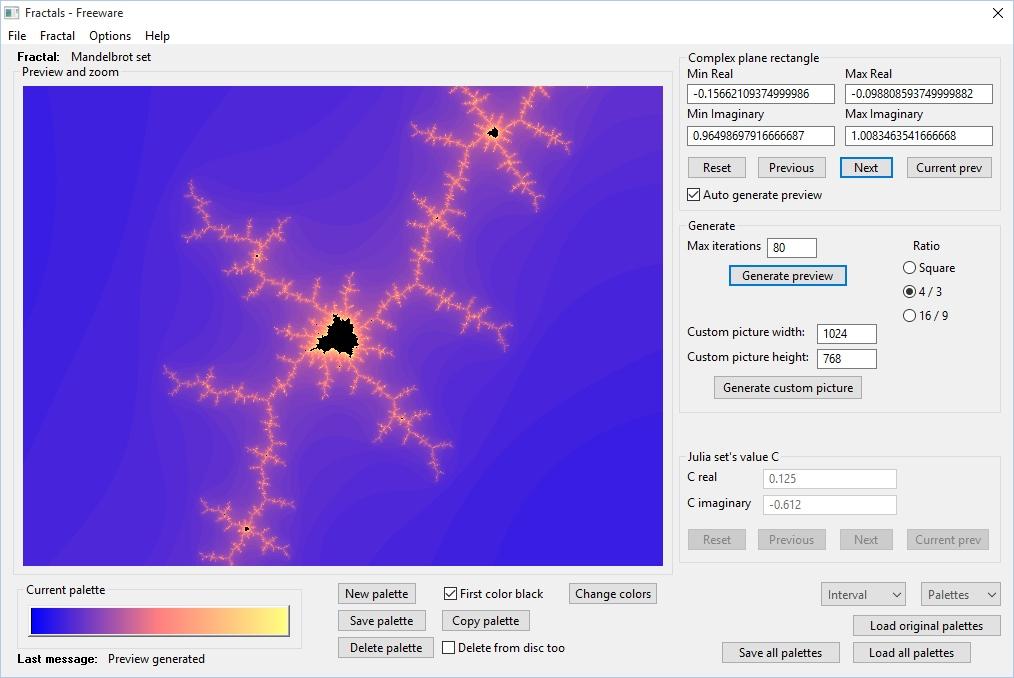 Fractals - Freeware
File Fractal Options Help
Fractal: Mandelbrot set
Preview and zoom
Complex plane rectangle
Min Real Max Real
-0.15662109374999986 -0.098808593749999882
Min Imaginary Max Imaginary
0.96498697916666687 1.0083463541666668
Reset Previous Next Current prev
Auto generate preview
Generate
Max iterations 80 Ratio
Generate preview Square
4 / 3
16 / 9
Custom picture width: 1024
Custom picture height: 768
Generate custom picture
Julia set's value C
C real 0.125
C imaginary -0.612
Reset Previous Next Current prev
Current palette
New palette First color black Change colors Interval Palettes
Save palette Copy palette Load original palettes
Delete palette Delete from disc too Save all palettes Load all palettes
Last message: Preview generated